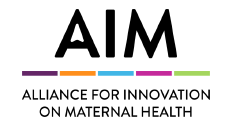 AIM
ALLIANCE FOR INNOVATION
ON MATERNAL HEALTH